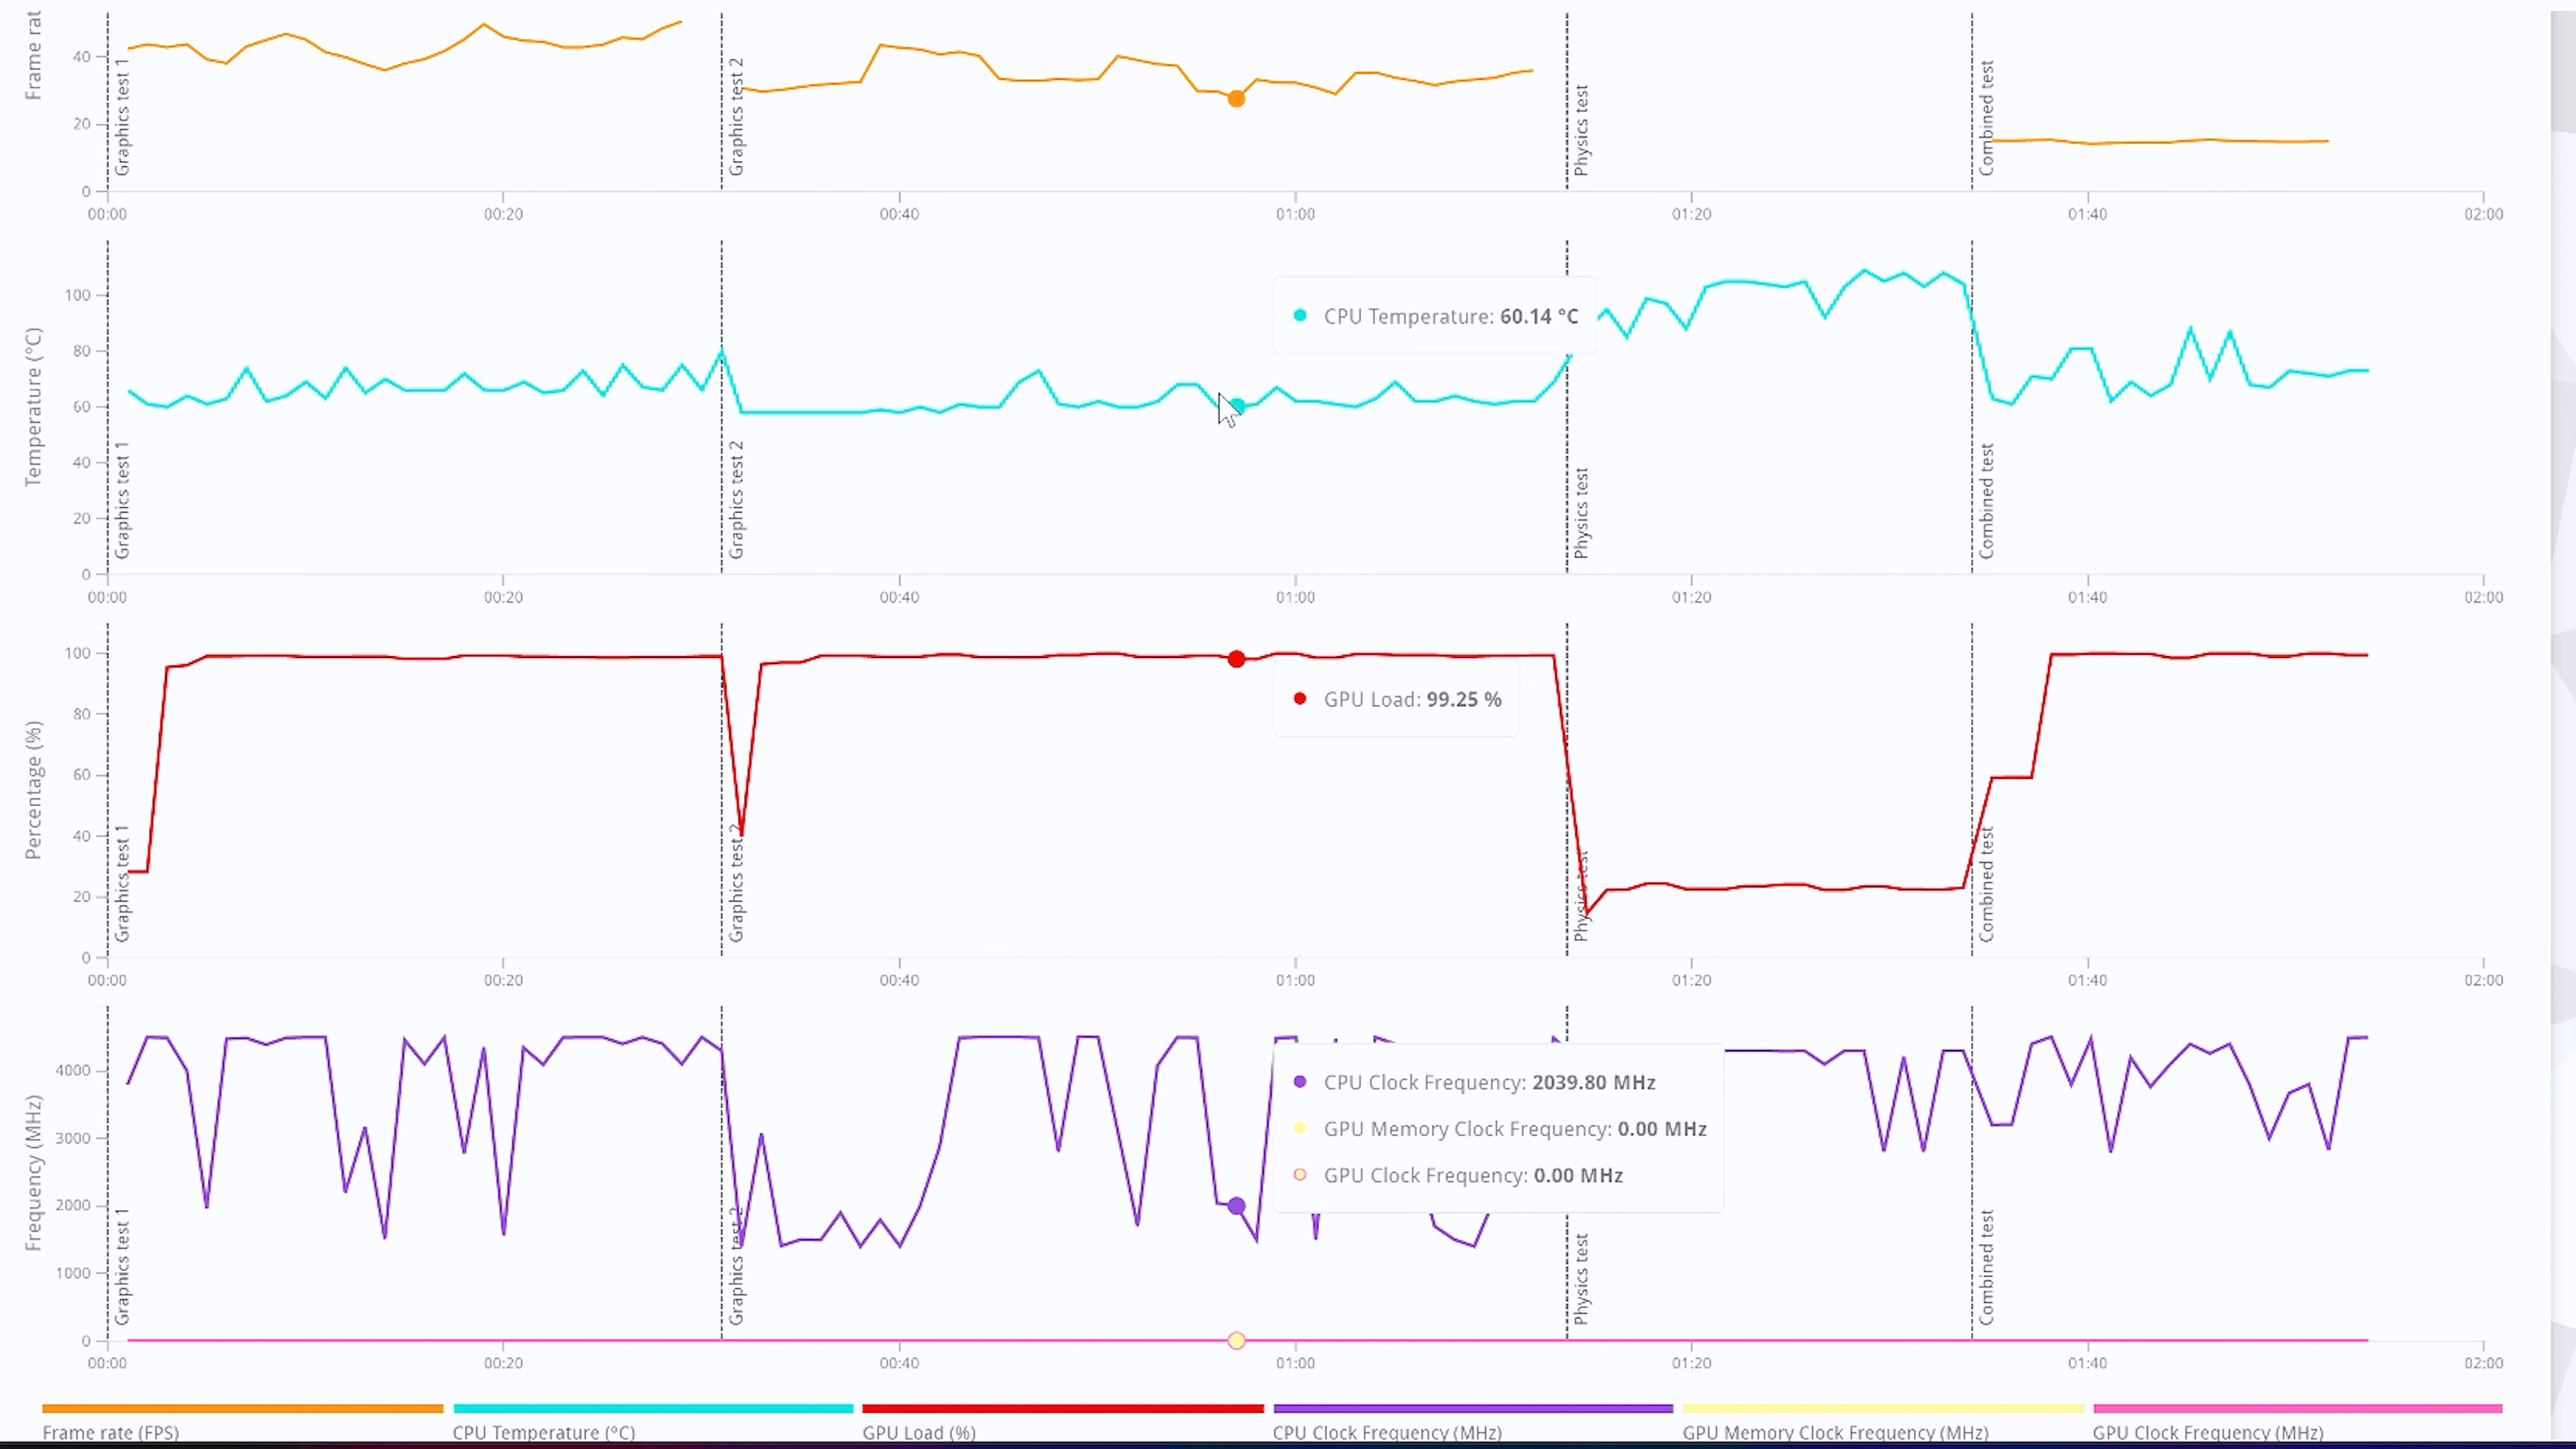 Frame rat
40
20
0
Graphics test 1
Graphics test 2
Physics test
Combined test
00:00
00:20
00:40
01:00
01:20
01:40
02:00
Temperature (°C)
100
80
60
40
20
0
Graphics test 1
Graphics test 2
Physics test
Combined test
CPU Temperature: 60.14 °C
00:00
00:20
00:40
01:00
01:20
01:40
02:00
Percentage (%)
100
80
60
40
20
0
Graphics test 1
Graphics test 2
Physics test
Combined test
GPU Load: 99.25 %
00:00
00:20
00:40
01:00
01:20
01:40
02:00
Frequency (MHz)
4000
3000
2000
1000
0
Graphics test 1
Graphics test 2
Physics test
Combined test
CPU Clock Frequency: 2039.80 MHz
GPU Memory Clock Frequency: 0.00 MHz
GPU Clock Frequency: 0.00 MHz
00:00
00:20
00:40
01:00
01:20
01:40
02:00
Frame rate (FPS)
CPU Temperature (°C)
GPU Load (%)
CPU Clock Frequency (MHz)
GPU Memory Clock Frequency (MHz)
GPU Clock Frequency (MHz)